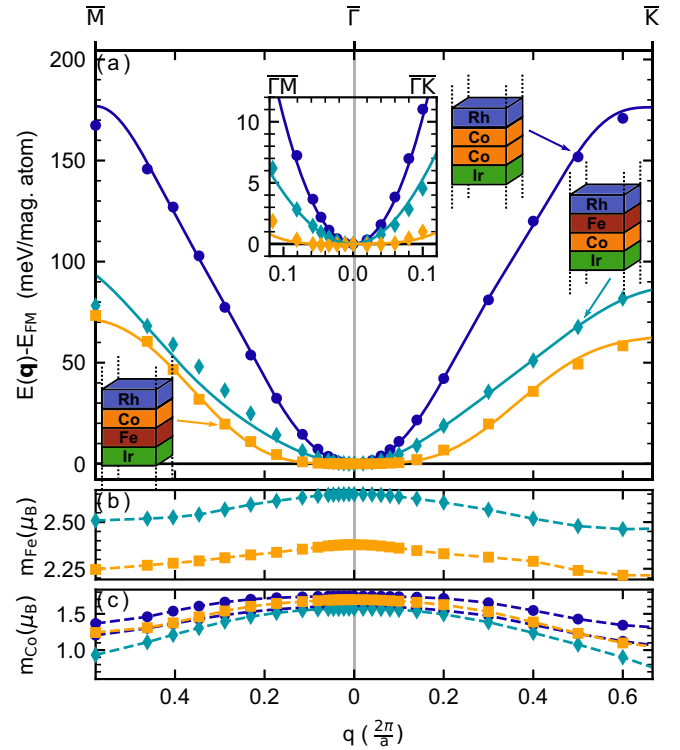 M̅ Γ̅ K̅
(a)
200
150
100
50
0
E(q)-E_FM (meV/mag. atom)
Γ̅M̅ Γ̅K̅
10
5
0
0.1 0.0 0.1
Rh
Co
Co
Ir
Rh
Fe
Co
Ir
Rh
Co
Fe
Ir
(b)
2.50
2.25
m_Fe(μ_B)
(c)
1.5
1.0
m_Co(μ_B)
0.4 0.2 0 0.2 0.4 0.6
q (2π/a)